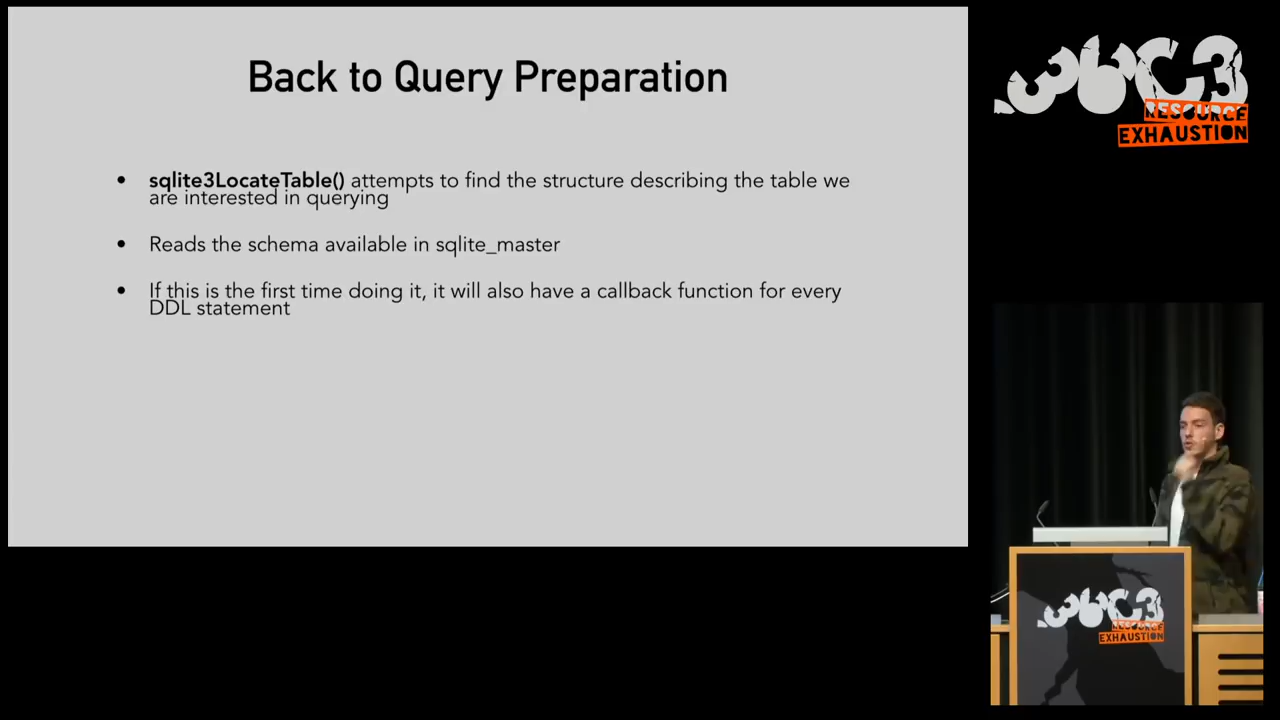 Back to Query Preparation
• sqlite3LocateTable() attempts to find the structure describing the table we
are interested in querying
• Reads the schema available in sqlite_master
• If this is the first time doing it, it will also have a callback function for every
DDL statement
36C3
RESOURCE
EXHAUSTION
36C3
RESOURCE
EXHAUSTION